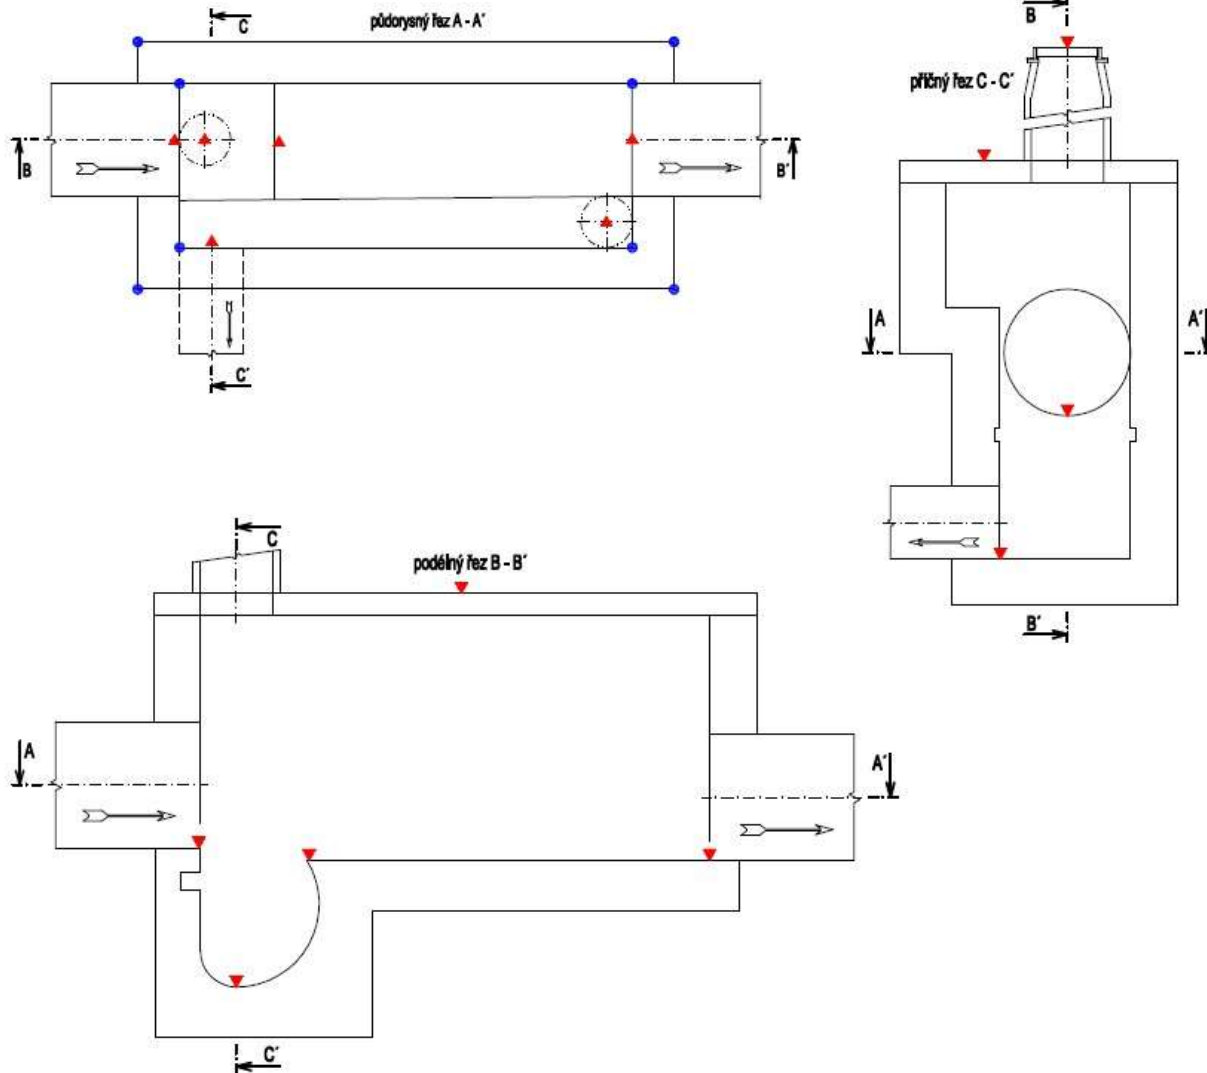 C
půdorysný řez A - A´
B
B´
C´
B
příčný řez C - C´
A
A´
B´
C
podélný řez B - B´
A
A´
C´